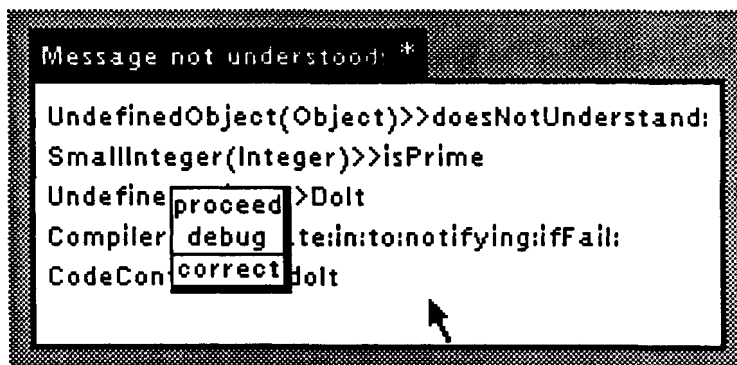 Message not understood: *
UndefinedObject(Object)>>doesNotUnderstand:
SmallInteger(Integer)>>isPrime
Undefine >DoIt
proceed
Compiler te:in:to:notifying:ifFail:
debug
CodeCon doIt
correct